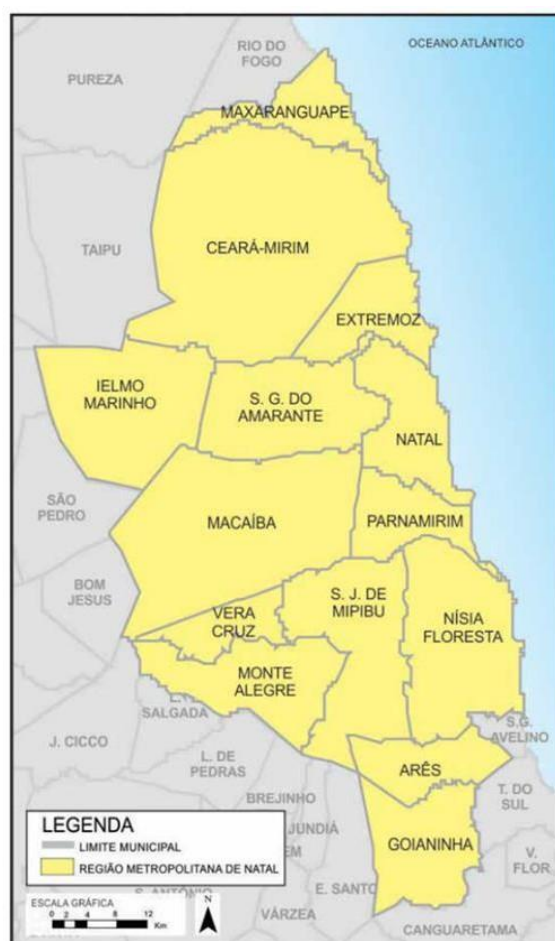 RIO DO
FOGO
OCEANO ATLÂNTICO
PUREZA
MAXARANGUAPE
TAIPU
CEARÁ-MIRIM
EXTREMOZ
IELMO
MARINHO
S. G. DO
AMARANTE
NATAL
SÃO
PEDRO
MACAÍBA
PARNAMIRIM
BOM
JESUS
VERA
CRUZ
S. J. DE
MIPIBU
NÍSIA
FLORESTA
MONTE
ALEGRE
SALGADA
S.G.
AVELINO
J. CICCO
L. DE
PEDRAS
ARÊS
T. DO
SUL
BREJINHO
JUNDIÁ
EM
GOIANINHA
V.
FLOR
LEGENDA
LIMITE MUNICIPAL
REGIÃO METROPOLITANA DE NATAL
S. ANTÔNIO
E. SANTO
VÁRZEA
CANGUARETAMA
ESCALA GRÁFICA
0 2 4 8 12
Km
N